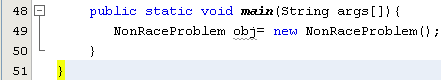 48 public static void main(String args[]){
49 NonRaceProblem obj= new NonRaceProblem();
50 }
51 }